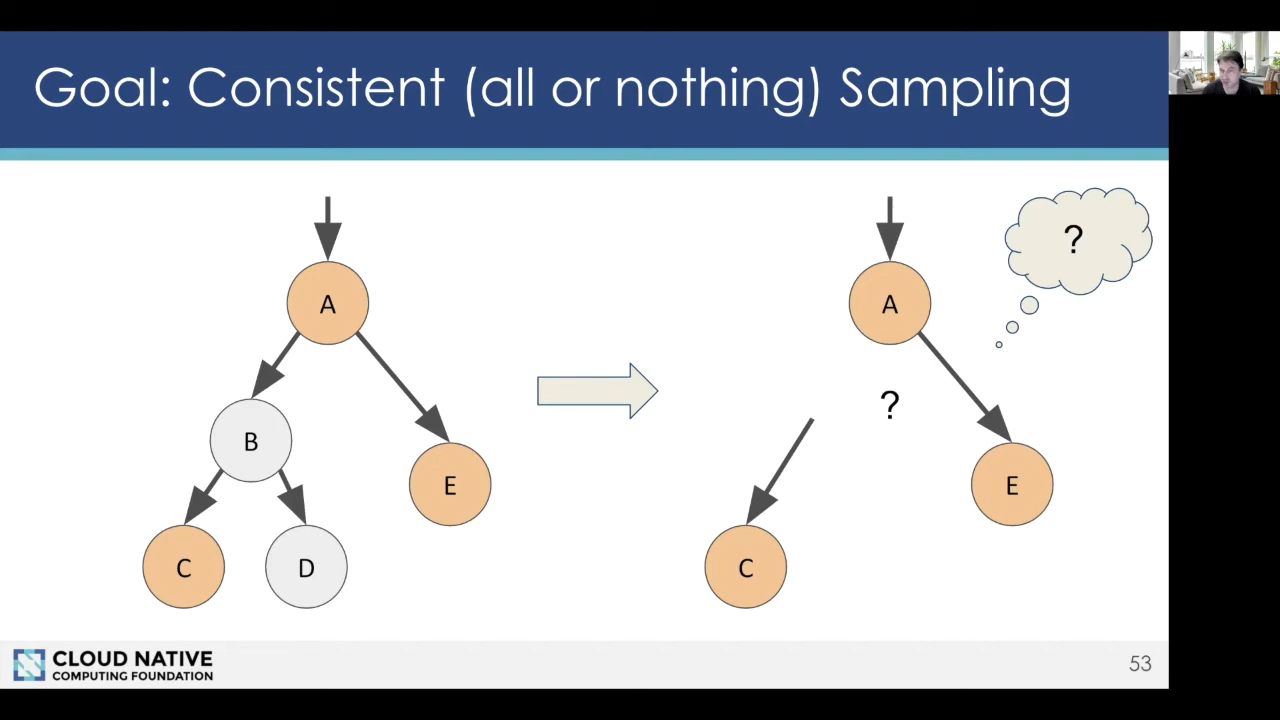 Goal: Consistent (all or nothing) Sampling
A
B
E
C
D
A
?
?
E
C
CLOUD NATIVE
COMPUTING FOUNDATION
53